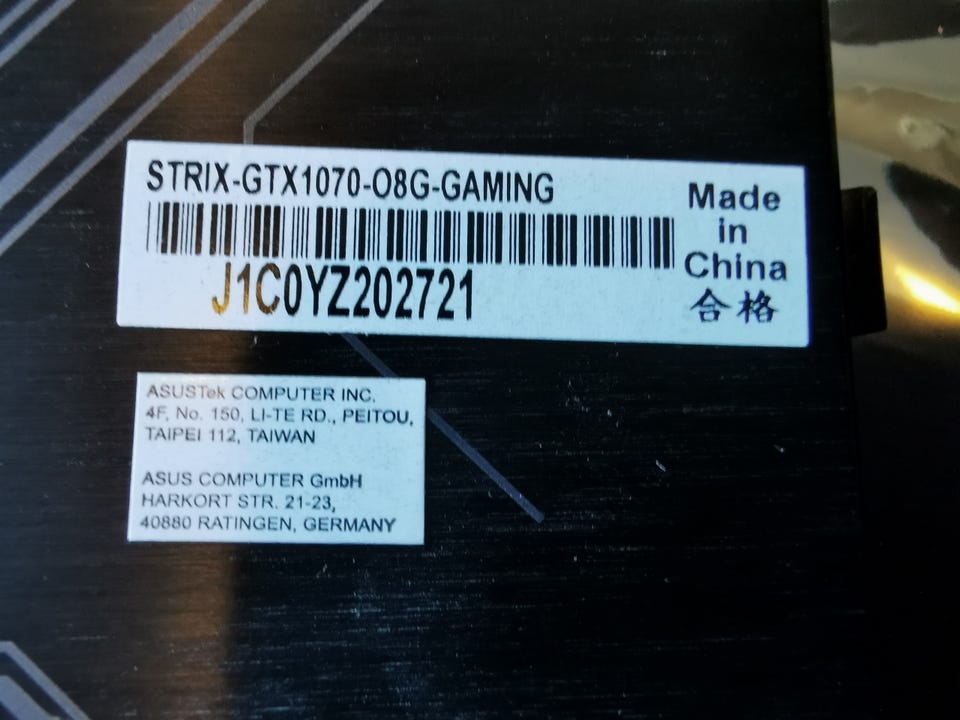 STRIX-GTX1070-O8G-GAMING
J1C0YZ202721
Made
in
China
合格
ASUSTek COMPUTER INC.
4F, No. 150, LI-TE RD., PEITOU,
TAIPEI 112, TAIWAN
ASUS COMPUTER GmbH
HARKORT STR. 21-23,
40880 RATINGEN, GERMANY